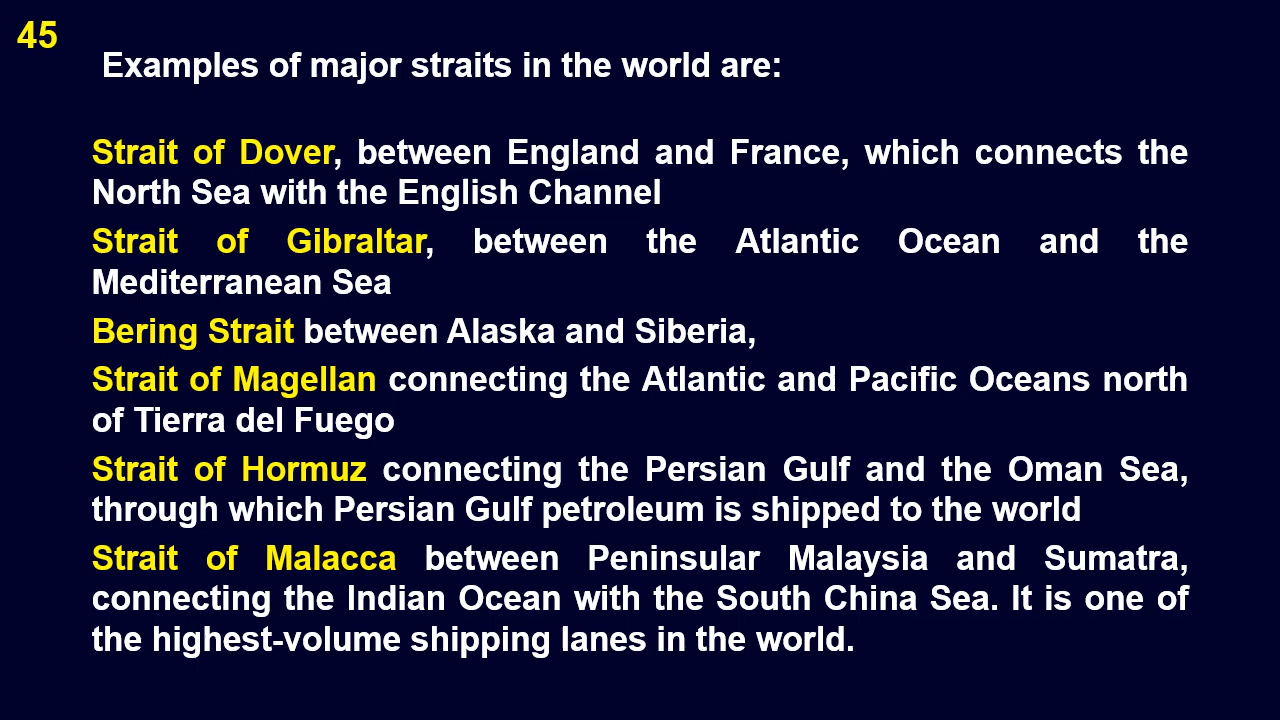 45
Examples of major straits in the world are:
Strait of Dover, between England and France, which connects the
North Sea with the English Channel
Strait of Gibraltar, between the Atlantic Ocean and the
Mediterranean Sea
Bering Strait between Alaska and Siberia,
Strait of Magellan connecting the Atlantic and Pacific Oceans north
of Tierra del Fuego
Strait of Hormuz connecting the Persian Gulf and the Oman Sea,
through which Persian Gulf petroleum is shipped to the world
Strait of Malacca between Peninsular Malaysia and Sumatra,
connecting the Indian Ocean with the South China Sea. It is one of
the highest-volume shipping lanes in the world.